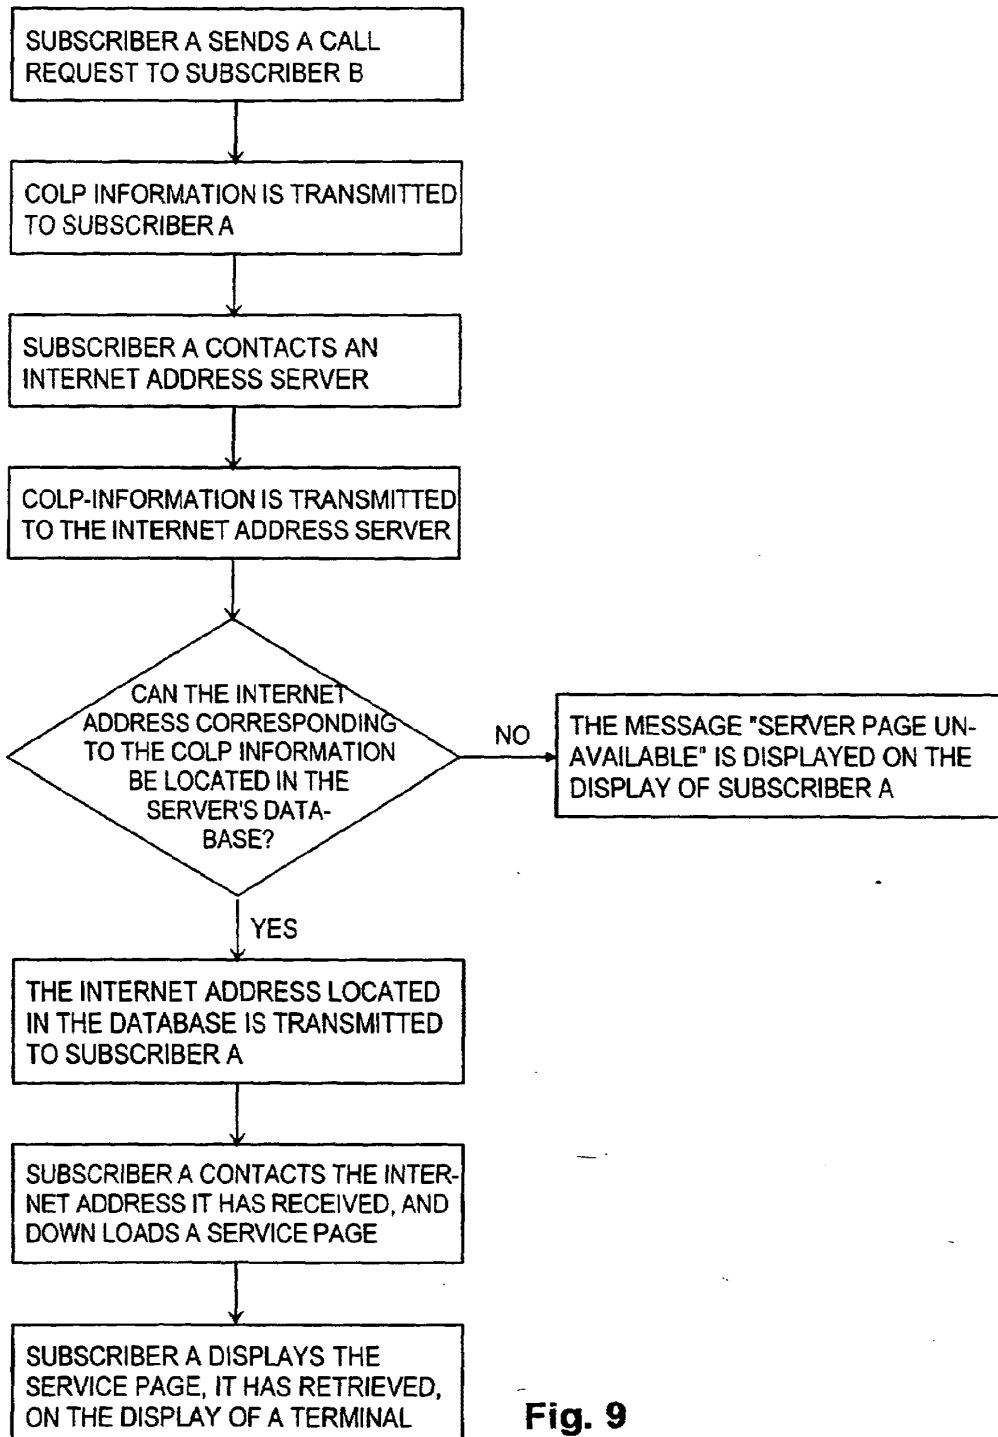 SUBSCRIBER A SENDS A CALL
REQUEST TO SUBSCRIBER B
COLP INFORMATION IS TRANSMITTED
TO SUBSCRIBER A
SUBSCRIBER A CONTACTS AN
INTERNET ADDRESS SERVER
COLP-INFORMATION IS TRANSMITTED
TO THE INTERNET ADDRESS SERVER
CAN THE INTERNET
ADDRESS CORRESPONDING
TO THE COLP INFORMATION
BE LOCATED IN THE
SERVER'S DATA-
BASE?
NO
THE MESSAGE "SERVER PAGE UN-
AVAILABLE" IS DISPLAYED ON THE
DISPLAY OF SUBSCRIBER A
YES
THE INTERNET ADDRESS LOCATED
IN THE DATABASE IS TRANSMITTED
TO SUBSCRIBER A
SUBSCRIBER A CONTACTS THE INTER-
NET ADDRESS IT HAS RECEIVED, AND
DOWN LOADS A SERVICE PAGE
SUBSCRIBER A DISPLAYS THE
SERVICE PAGE, IT HAS RETRIEVED,
ON THE DISPLAY OF A TERMINAL
Fig. 9